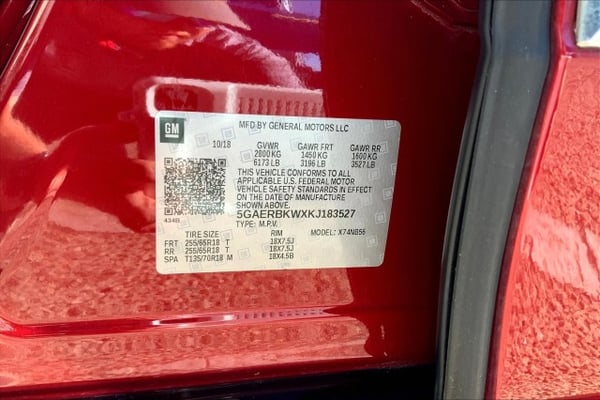 GM
MFD BY GENERAL MOTORS LLC
10/18 GVWR GAWR FRT GAWR RR
2800 KG 1450 KG 1600 KG
6173 LB 3196 LB 3527 LB
THIS VEHICLE CONFORMS TO ALL
APPLICABLE U.S. FEDERAL MOTOR
VEHICLE SAFETY STANDARDS IN EFFECT
ON THE DATE OF MANUFACTURE
SHOWN ABOVE.
434B 5GAERBKWXKJ183527
TYPE: M.P.V.
TIRE SIZE RIM MODEL: X74NB56
FRT 255/65R18 T 18X7.5J
RR 255/65R18 T 18X7.5J
SPA T135/70R18 M 18X4.5B